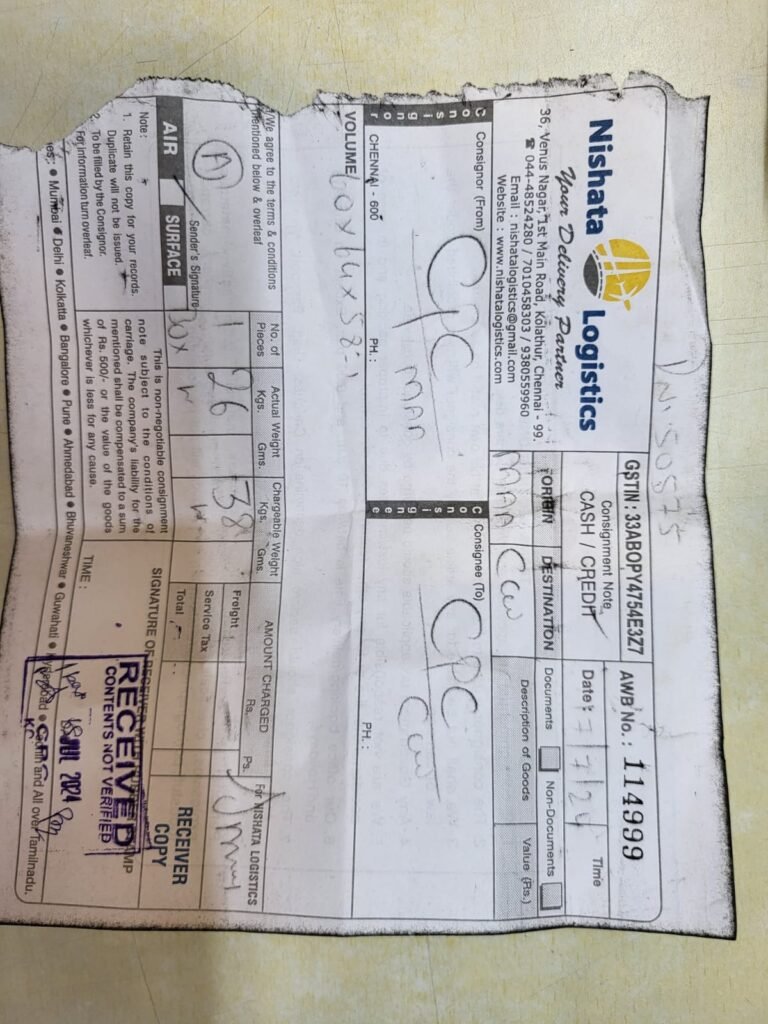 DN: 50875
Nishata Logistics
Your Delivery Partner
36, Venus Nagar, 1st Main Road, Kolathur, Chennai - 99.
☎ 044-48524280 / 7010458303 / 9380559960
Email : nishatalogistics@gmail.com
Website : www.nishatalogistics.com
GSTIN : 33ABOPY4754E3Z7
AWB No. : 114999
Consignment Note
CASH / CREDIT
Date : 7/7/24
Time
ORIGIN
DESTINATION
MAA
Documents
Non-Documents
Description of Goods
Value (Rs.)
Consignor
Consignor (From)
CPC
MAA
CHENNAI - 600
PH. :
Consignee
Consignee (To)
CPC
PH. :
VOLUME
60x64x58=1
I/We agree to the terms & conditions
mentioned below & overleaf
Sender's Signature
AIR
SURFACE
No. of Pieces
Actual Weight
Kgs. Gms.
Chargeable Weight
Kgs. Gms.
AMOUNT CHARGED
Rs. Ps.
1
26
38
Box
Freight
Service Tax
Total
For NISHATA LOGISTICS
RECEIVER COPY
Note:
1. Retain this copy for your records.
Duplicate will not be issued.
2. To be filled by the Consignor.
For information turn overleaf.
This is non-negotiable consignment
note subject to the conditions of
carriage. The company's liability for the
mentioned shall be compensated to a sum
of Rs. 500/- or the value of the goods
whichever is less for any cause.
SIGNATURE OF RECEIVER
TIME :
RECEIVED
CONTENTS NOT VERIFIED
JUL 2024
CPC
● Mumbai ● Delhi ● Kolkatta ● Bangalore ● Pune ● Ahmedabad ● Bhuvaneshwar ● Guwahati ● Hyderabad ● Cochin and All over Tamilnadu.